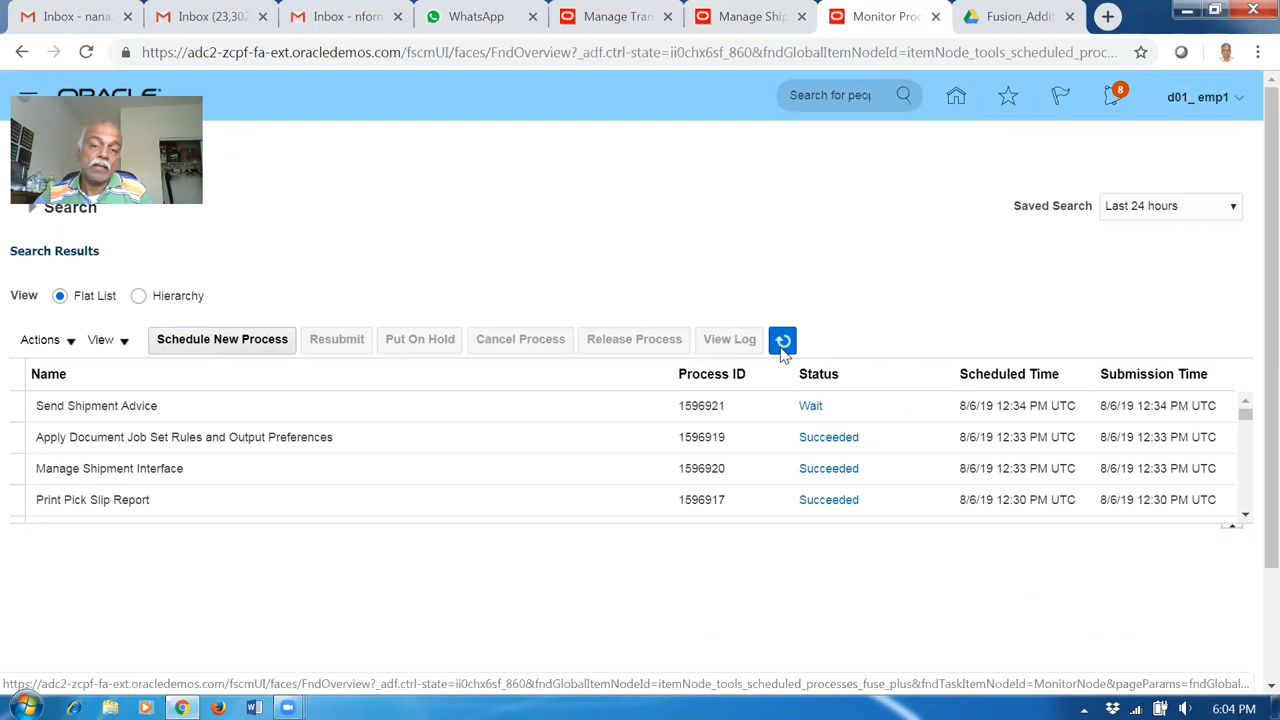 Inbox - nana
Inbox (23,302
Inbox - nforn
Whats
Manage Tran
Manage
Monitor Proc
Fusion_Addit
https://adc2-zcpf-fa-ext.oracledemos.com/fscmUI/faces/FndOverview?_adf.ctrl-state=ii0chx6sf_860&fndGlobalItemNodeId=itemNode_tools_scheduled_proc...
ORACLE
Search for peop
8
d01_ emp1
Search
Saved Search
Last 24 hours
Search Results
View
Flat List
Hierarchy
Actions
View
Schedule New Process
Resubmit
Put On Hold
Cancel Process
Release Process
View Log
Name Process ID Status Scheduled Time Submission Time
Send Shipment Advice 1596921 Wait 8/6/19 12:34 PM UTC 8/6/19 12:34 PM UTC
Apply Document Job Set Rules and Output Preferences 1596919 Succeeded 8/6/19 12:33 PM UTC 8/6/19 12:33 PM UTC
Manage Shipment Interface 1596920 Succeeded 8/6/19 12:33 PM UTC 8/6/19 12:33 PM UTC
Print Pick Slip Report 1596917 Succeeded 8/6/19 12:30 PM UTC 8/6/19 12:30 PM UTC
https://adc2-zcpf-fa-ext.oracledemos.com/fscmUI/faces/FndOverview?_adf.ctrl-state=ii0chx6sf_860&fndGlobalItemNodeId=itemNode_tools_scheduled_processes_fuse_plus&fndTaskItemNodeId=MonitorNode&pageParams=fndGlobal...
6:04 PM